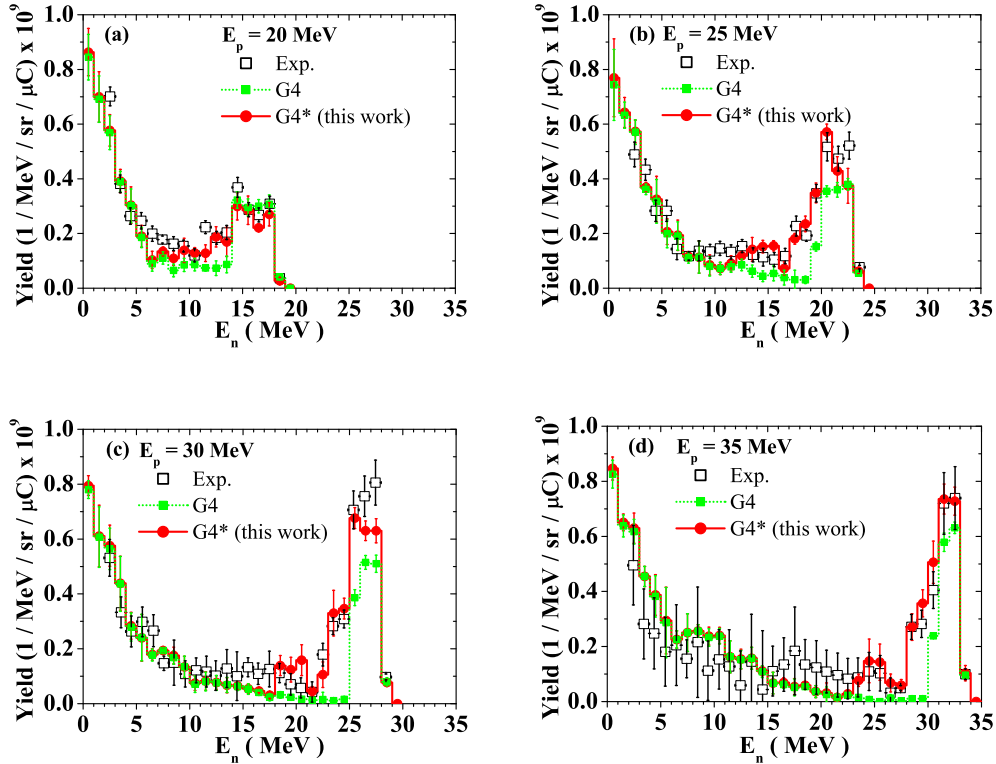 (a)
E_p = 20 MeV
Exp.
G4
G4* (this work)
Yield (1 / MeV / sr / μC) x 10^9
1.0
0.8
0.6
0.4
0.2
0.0
0 5 10 15 20 25 30 35
E_n ( MeV )
(b)
E_p = 25 MeV
Exp.
G4
G4* (this work)
Yield (1 / MeV / sr / μC) x 10^9
1.0
0.8
0.6
0.4
0.2
0.0
0 5 10 15 20 25 30 35
E_n ( MeV )
(c)
E_p = 30 MeV
Exp.
G4
G4* (this work)
Yield (1 / MeV / sr / μC) x 10^9
1.0
0.8
0.6
0.4
0.2
0.0
0 5 10 15 20 25 30 35
E_n ( MeV )
(d)
E_p = 35 MeV
Exp.
G4
G4* (this work)
Yield (1 / MeV / sr / μC) x 10^9
1.0
0.8
0.6
0.4
0.2
0.0
0 5 10 15 20 25 30 35
E_n ( MeV )